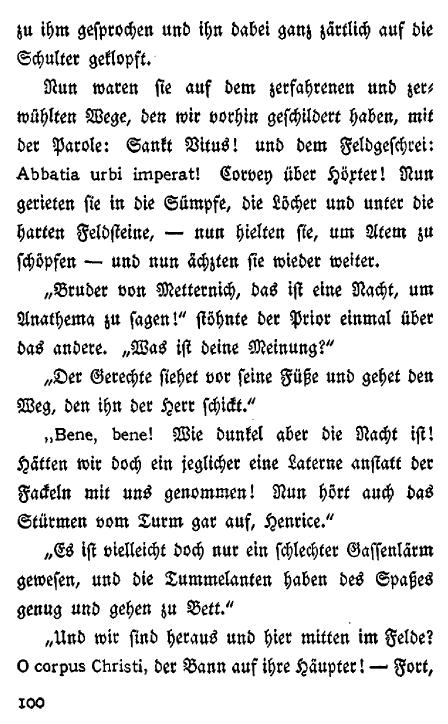 zu ihm gesprochen und ihn dabei ganz zärtlich auf die
Schulter geklopft.
Nun waren sie auf dem zerfahrenen und zer-
wühlten Wege, den wir vorhin geschildert haben, mit
der Parole: Sankt Vitus! und dem Feldgeschrei:
Abbatia urbi imperat! Corvey über Höxter! Nun
gerieten sie in die Sümpfe, die Löcher und unter die
harten Feldsteine, — nun hielten sie, um Atem zu
schöpfen — und nun ächzten sie wieder weiter.
„Bruder von Metternich, das ist eine Nacht, um
Anathema zu sagen!“ stöhnte der Prior einmal über
das andere. „Was ist deine Meinung?“
„Der Gerechte siehet vor seine Füße und gehet den
Weg, den ihn der Herr schickt.“
„Bene, bene! Wie dunkel aber die Nacht ist!
Hätten wir doch ein jeglicher eine Laterne anstatt der
Fackeln mit uns genommen! Nun hört auch das
Stürmen vom Turm gar auf, Henrice.“
„Es ist vielleicht doch nur ein schlechter Gassenlärm
gewesen, und die Tummelanten haben des Spaßes
genug und gehen zu Bett.“
„Und wir sind heraus und hier mitten im Felde?
O corpus Christi, der Bann auf ihre Häupter! — Fort,
100